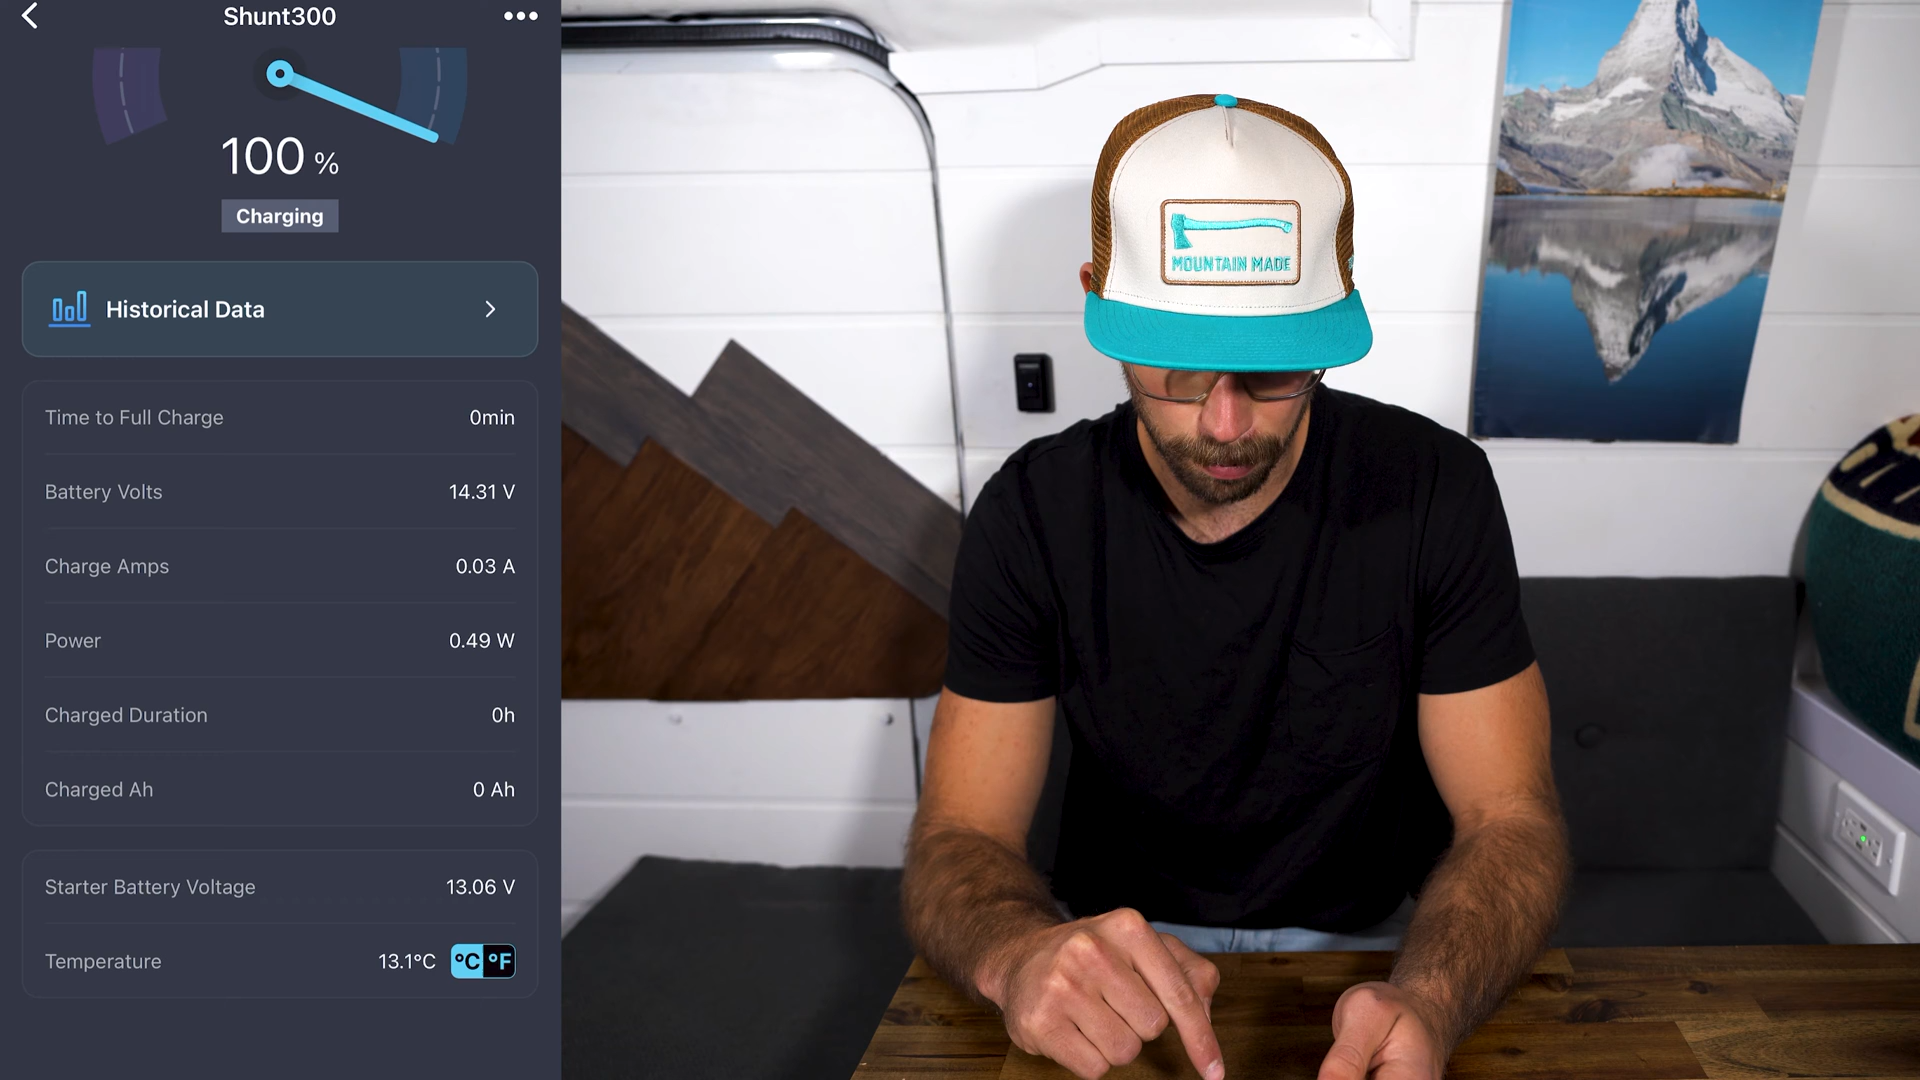 Shunt300
100 %
Charging
Historical Data
Time to Full Charge 0min
Battery Volts 14.31 V
Charge Amps 0.03 A
Power 0.49 W
Charged Duration 0h
Charged Ah 0 Ah
Starter Battery Voltage 13.06 V
Temperature 13.1°C °C °F
MOUNTAIN MADE